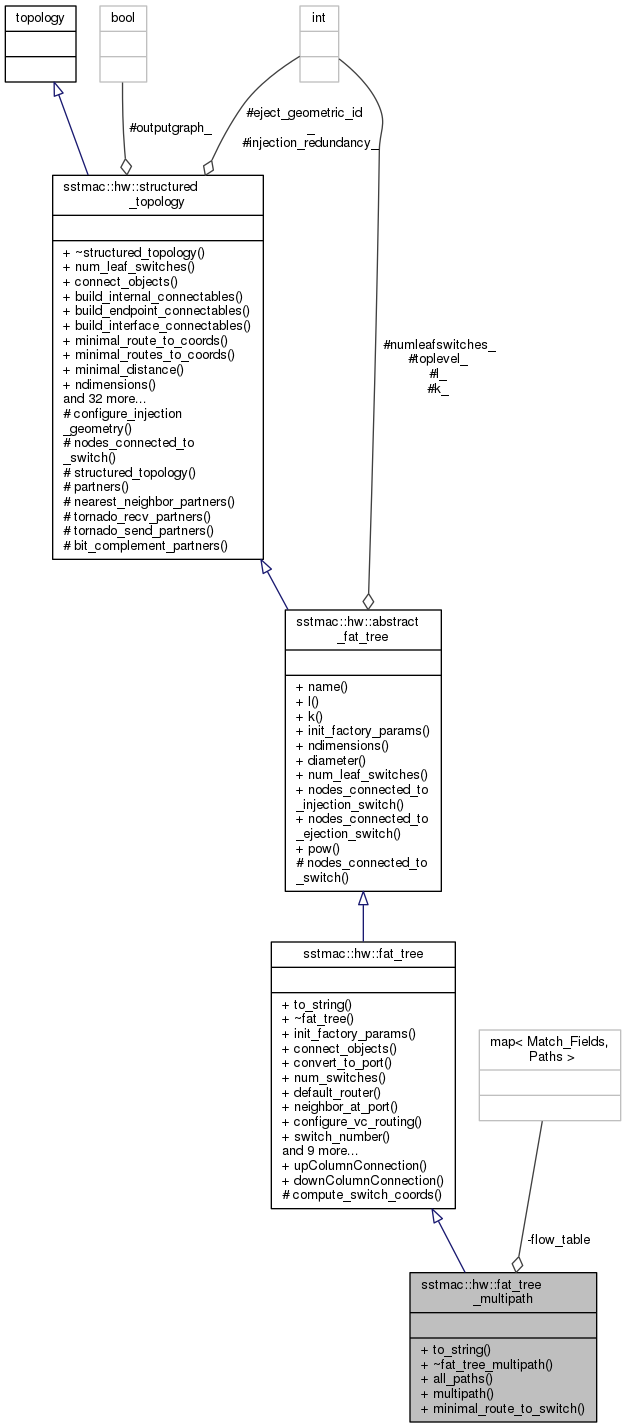 topology
bool
int
#outputgraph_
#eject_geometric_id
_
#injection_redundancy_
sstmac::hw::structured
_topology
+ ~structured_topology()
+ num_leaf_switches()
+ connect_objects()
+ build_internal_connectables()
+ build_endpoint_connectables()
+ build_interface_connectables()
+ minimal_route_to_coords()
+ minimal_routes_to_coords()
+ minimal_distance()
+ ndimensions()
and 32 more...
# configure_injection
_geometry()
# nodes_connected_to
_switch()
# structured_topology()
# partners()
# nearest_neighbor_partners()
# tornado_recv_partners()
# tornado_send_partners()
# bit_complement_partners()
#numleafswitches_
#toplevel_
#l_
#k_
sstmac::hw::abstract
_fat_tree
+ name()
+ l()
+ k()
+ init_factory_params()
+ ndimensions()
+ diameter()
+ num_leaf_switches()
+ nodes_connected_to
_injection_switch()
+ nodes_connected_to
_ejection_switch()
+ pow()
# nodes_connected_to
_switch()
sstmac::hw::fat_tree
+ to_string()
+ ~fat_tree()
+ init_factory_params()
+ connect_objects()
+ convert_to_port()
+ num_switches()
+ default_router()
+ neighbor_at_port()
+ configure_vc_routing()
+ switch_number()
and 9 more...
+ upColumnConnection()
+ downColumnConnection()
# compute_switch_coords()
map< Match_Fields,
Paths >
-flow_table
sstmac::hw::fat_tree
_multipath
+ to_string()
+ ~fat_tree_multipath()
+ all_paths()
+ multipath()
+ minimal_route_to_switch()